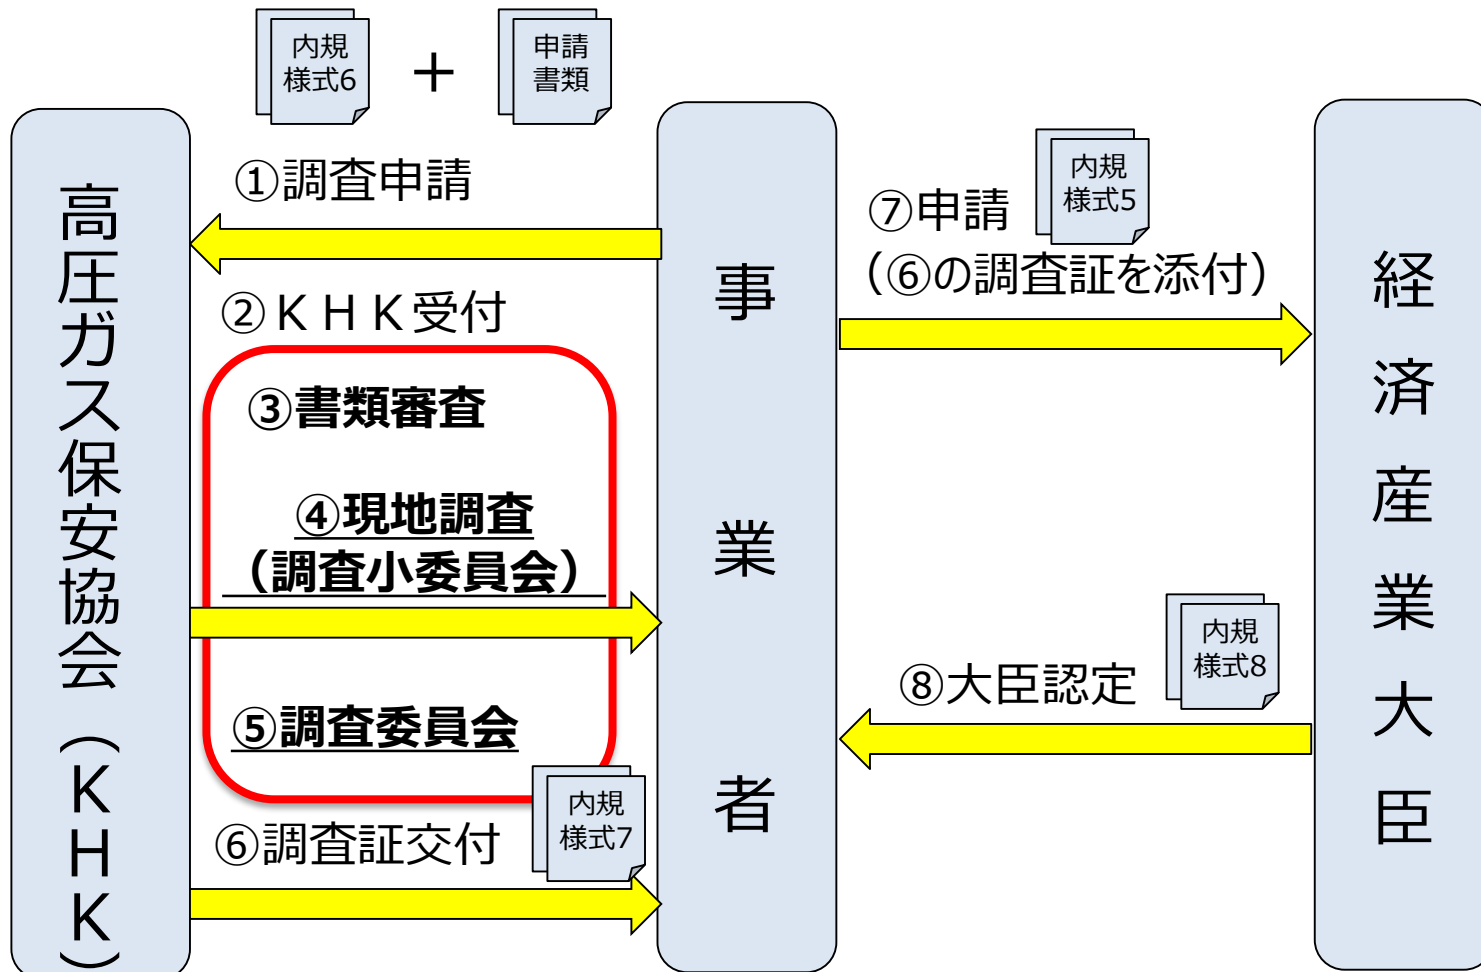 内規
様式6
＋
申請
書類
高圧ガス保安協会（ＫＨＫ）
①調査申請
②ＫＨＫ受付
③書類審査
④現地調査
（調査小委員会）
⑤調査委員会
⑥調査証交付
内規
様式7
事業者
⑦申請
内規
様式5
（⑥の調査証を添付）
⑧大臣認定
内規
様式8
経済産業大臣